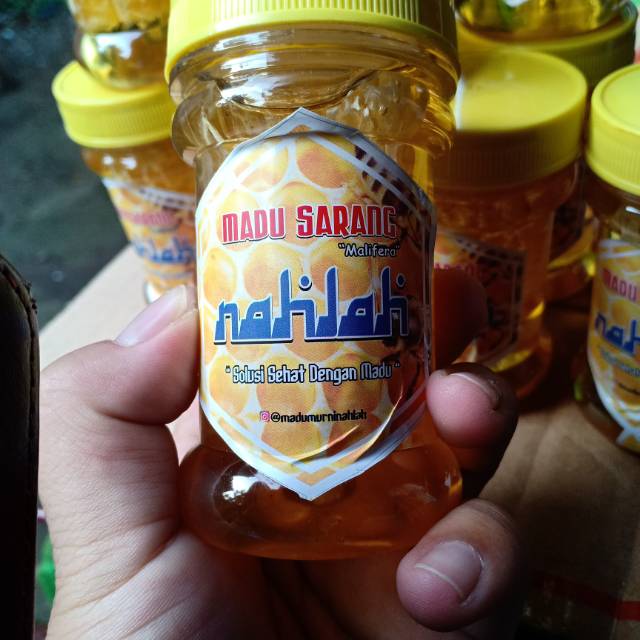 MADU SARANG
"Malifera"
nahlah
"Solusi Sehat Dengan Madu"
@madumurninahlah